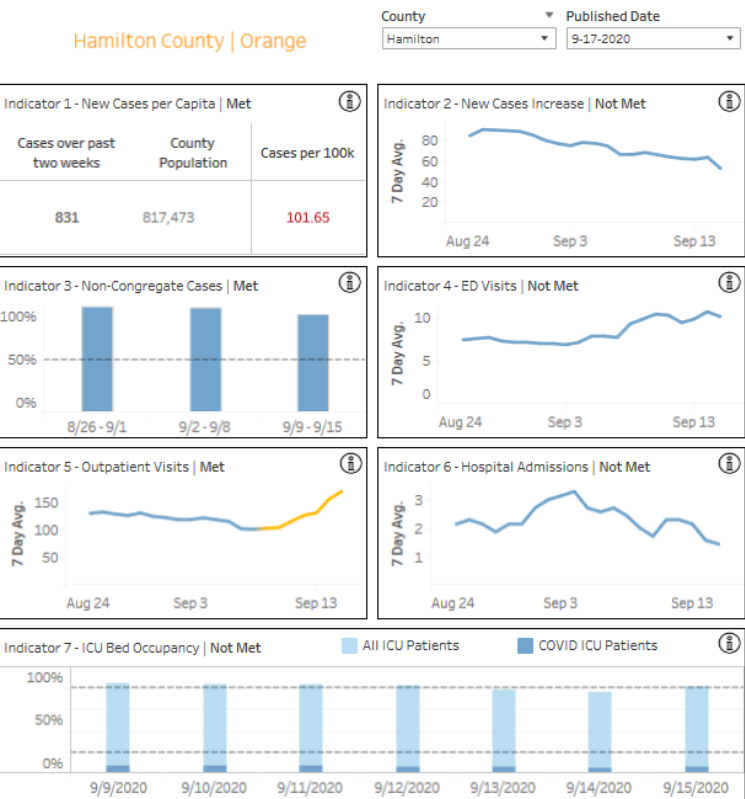 County
Published Date
Hamilton County | Orange
Hamilton
9-17-2020
Indicator 1 - New Cases per Capita | Met
Cases over past two weeks
County Population
Cases per 100k
831
817,473
101.65
Indicator 2 - New Cases Increase | Not Met
7 Day Avg.
80
60
40
20
Aug 24
Sep 3
Sep 13
Indicator 3 - Non-Congregate Cases | Met
100%
50%
0%
8/26 - 9/1
9/2 - 9/8
9/9 - 9/15
Indicator 4 - ED Visits | Not Met
7 Day Avg.
10
5
0
Aug 24
Sep 3
Sep 13
Indicator 5 - Outpatient Visits | Met
7 Day Avg.
150
100
50
Aug 24
Sep 3
Sep 13
Indicator 6 - Hospital Admissions | Not Met
7 Day Avg.
3
2
1
Aug 24
Sep 3
Sep 13
Indicator 7 - ICU Bed Occupancy | Not Met
All ICU Patients
COVID ICU Patients
100%
50%
0%
9/9/2020
9/10/2020
9/11/2020
9/12/2020
9/13/2020
9/14/2020
9/15/2020